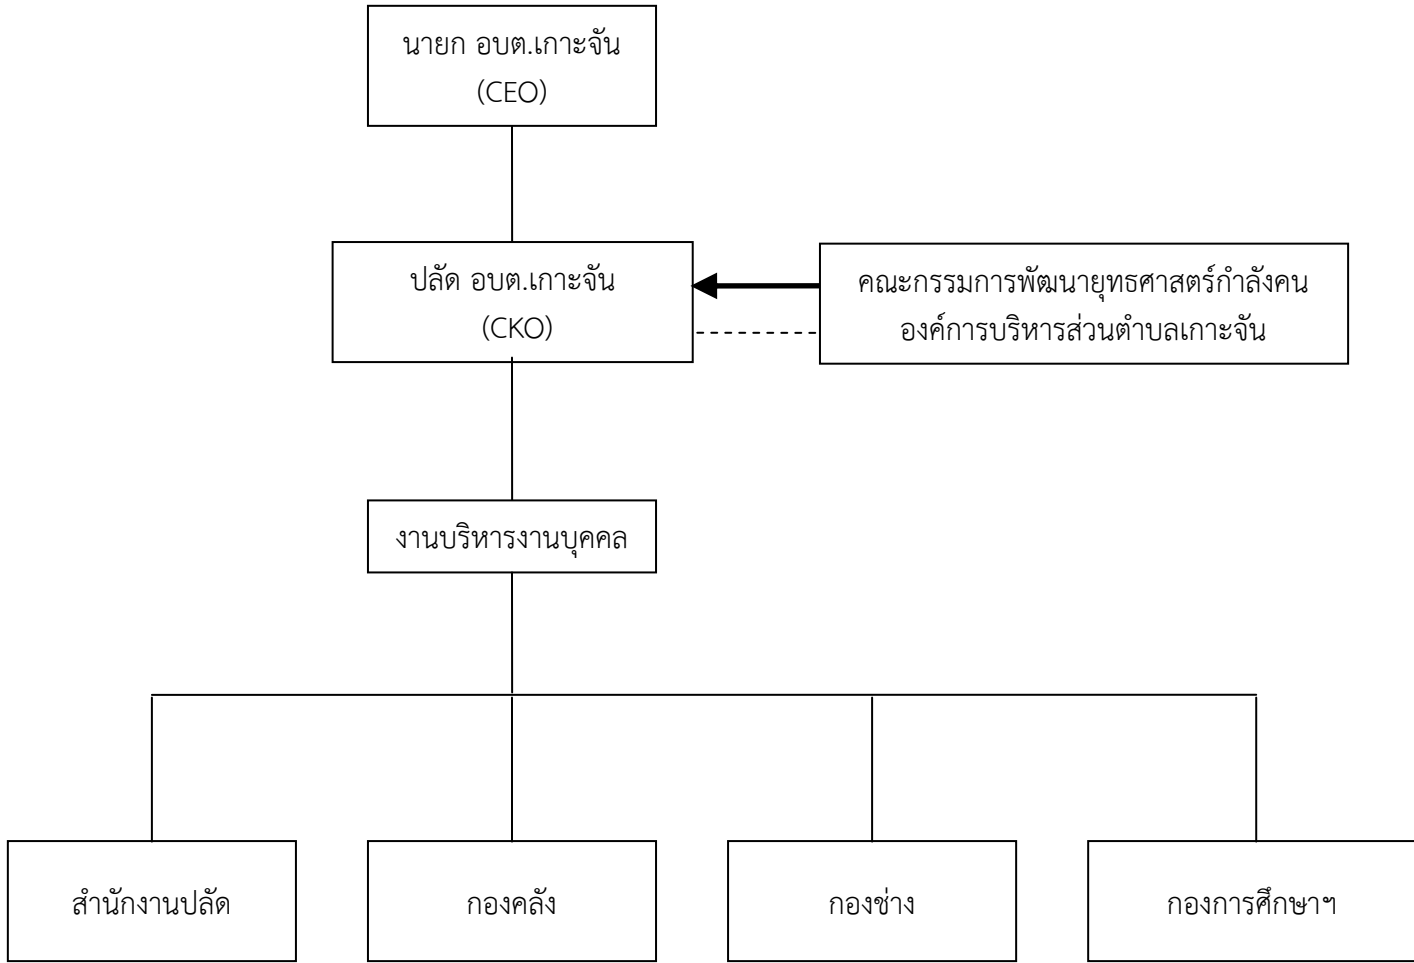 นายก อบต.เกาะจัน
(CEO)
ปลัด อบต.เกาะจัน
(CKO)
คณะกรรมการพัฒนายุทธศาสตร์กำลังคน
องค์การบริหารส่วนตำบลเกาะจัน
งานบริหารงานบุคคล
สำนักงานปลัด
กองคลัง
กองช่าง
กองการศึกษาฯ